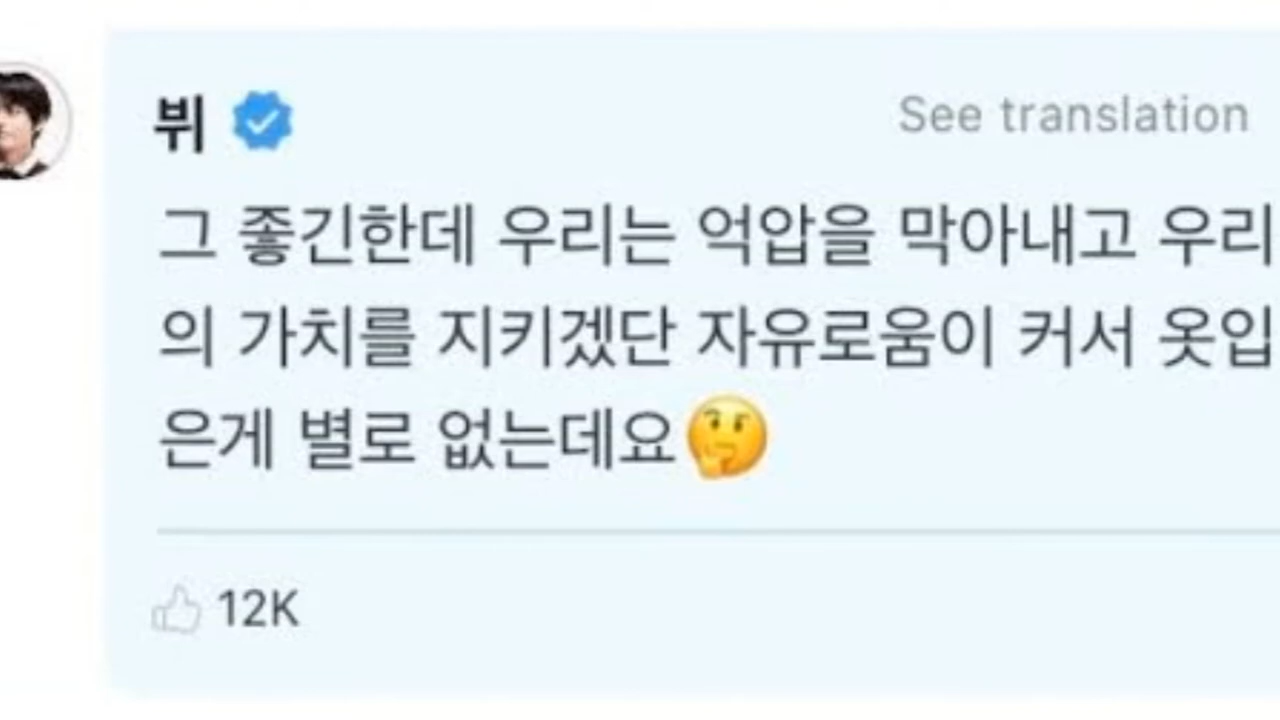 뷔
See translation
그 좋긴한데 우리는 억압을 막아내고 우리
의 가치를 지키겠단 자유로움이 커서 옷입
은게 별로 없는데요🤔
12K